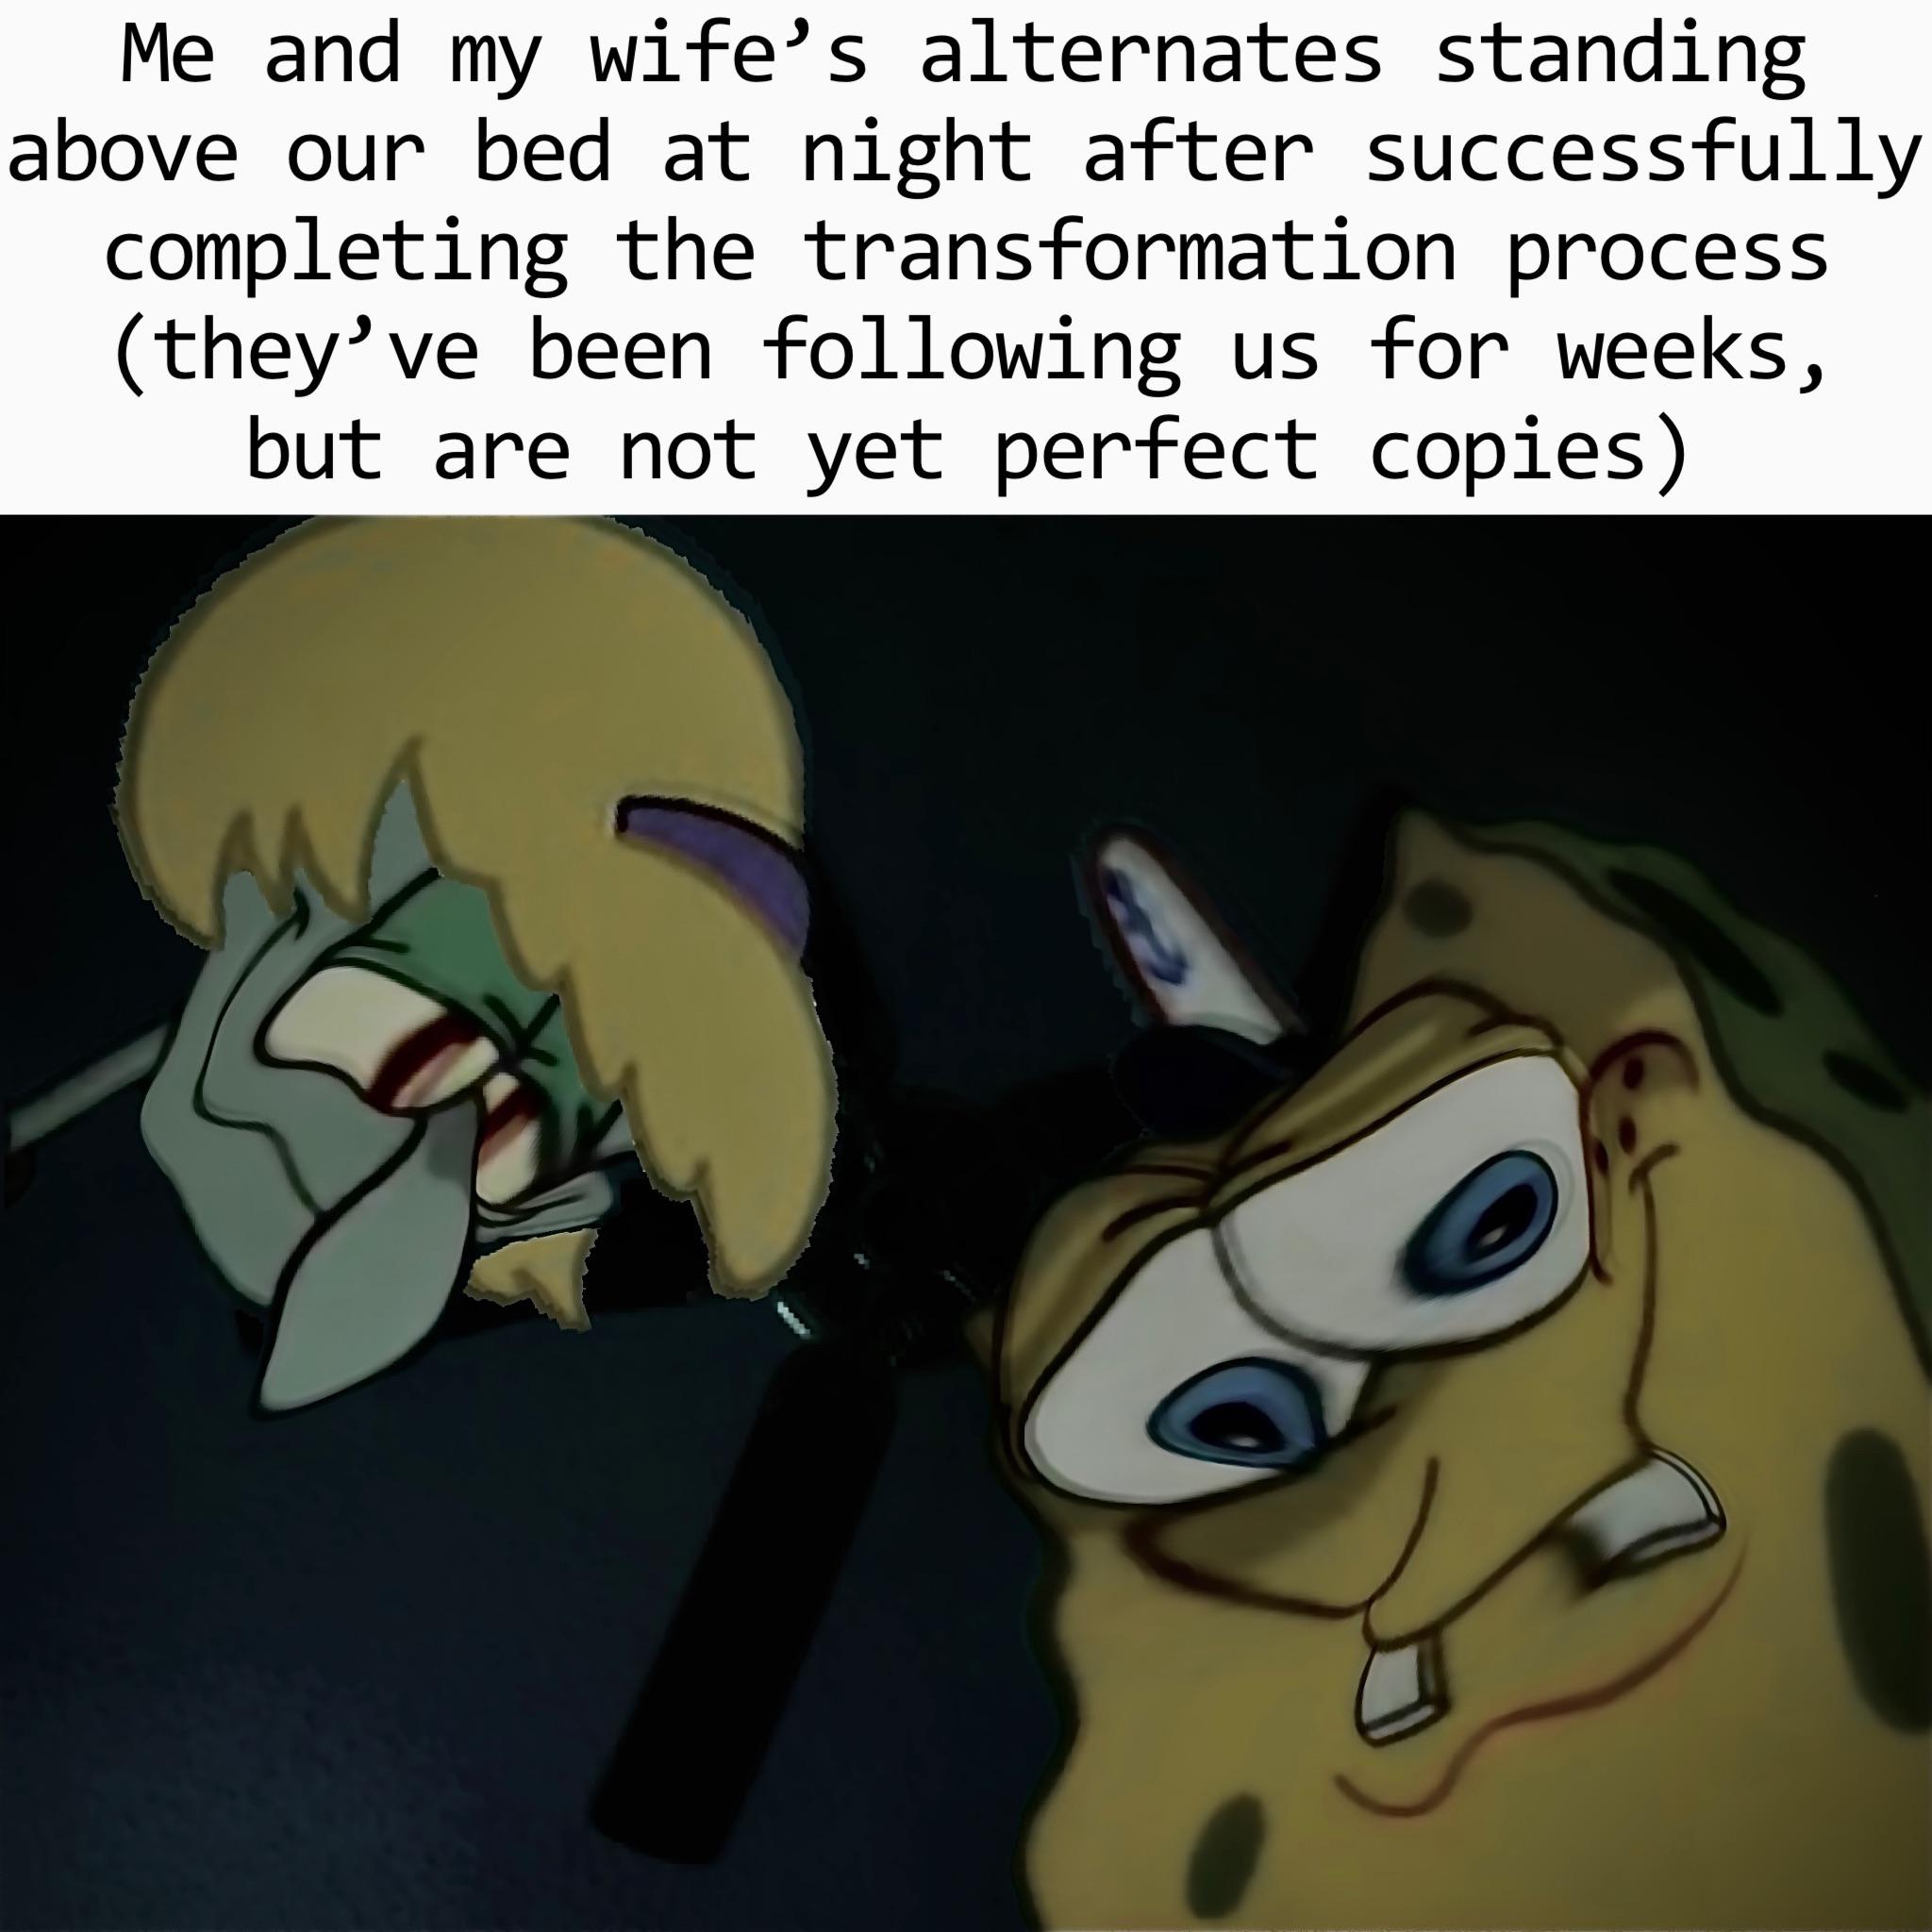 Me and my wife’s alternates standing
above our bed at night after successfully
completing the transformation process
(they’ve been following us for weeks,
but are not yet perfect copies)